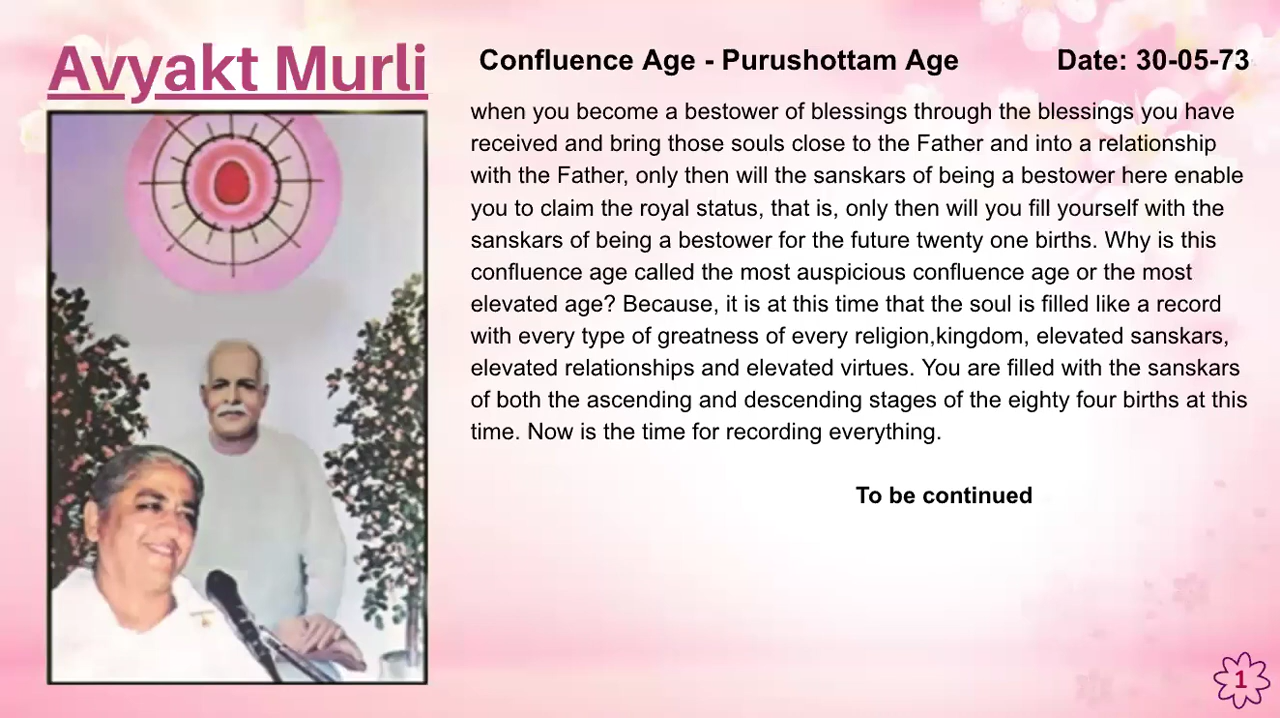 Avyakt Murli
Confluence Age - Purushottam Age
Date: 30-05-73
when you become a bestower of blessings through the blessings you have
received and bring those souls close to the Father and into a relationship
with the Father, only then will the sanskars of being a bestower here enable
you to claim the royal status, that is, only then will you fill yourself with the
sanskars of being a bestower for the future twenty one births. Why is this
confluence age called the most auspicious confluence age or the most
elevated age? Because, it is at this time that the soul is filled like a record
with every type of greatness of every religion,kingdom, elevated sanskars,
elevated relationships and elevated virtues. You are filled with the sanskars
of both the ascending and descending stages of the eighty four births at this
time. Now is the time for recording everything.
To be continued
1